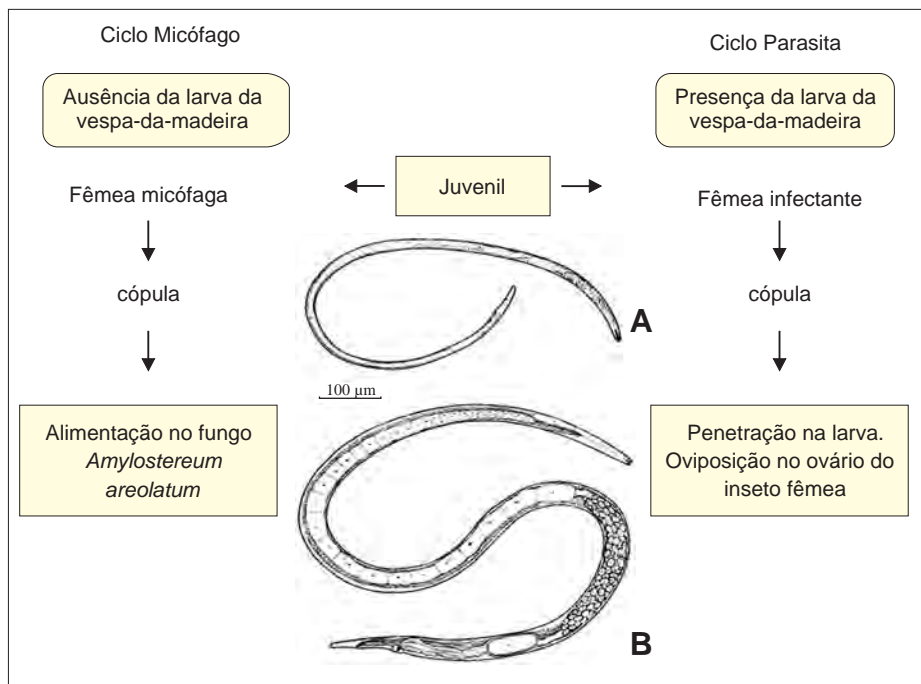 Ciclo Micófago
Ciclo Parasita
Ausência da larva da
vespa-da-madeira
Presença da larva da
vespa-da-madeira
Juvenil
Fêmea micófaga
Fêmea infectante
cópula
cópula
A
100 µm
Alimentação no fungo
Amylostereum
areolatum
Penetração na larva.
Oviposição no ovário do
inseto fêmea
B